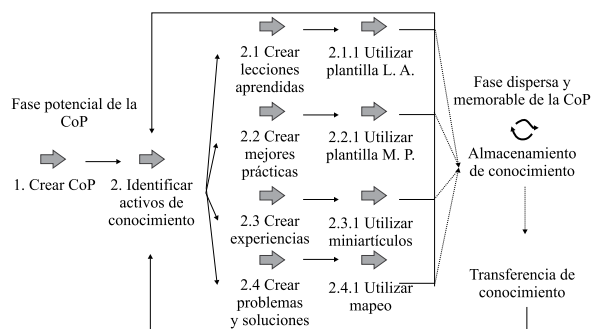 Fase potencial de la
CoP
1. Crear CoP
2. Identificar
activos de
conocimiento
2.1 Crear
lecciones
aprendidas
2.1.1 Utilizar
plantilla L. A.
2.2 Crear
mejores
prácticas
2.2.1 Utilizar
plantilla M. P.
2.3 Crear
experiencias
2.3.1 Utilizar
miniartículos
2.4 Crear
problemas
y soluciones
2.4.1 Utilizar
mapeo
Fase dispersa y
memorable de la CoP
Almacenamiento
de conocimiento
Transferencia de
conocimiento